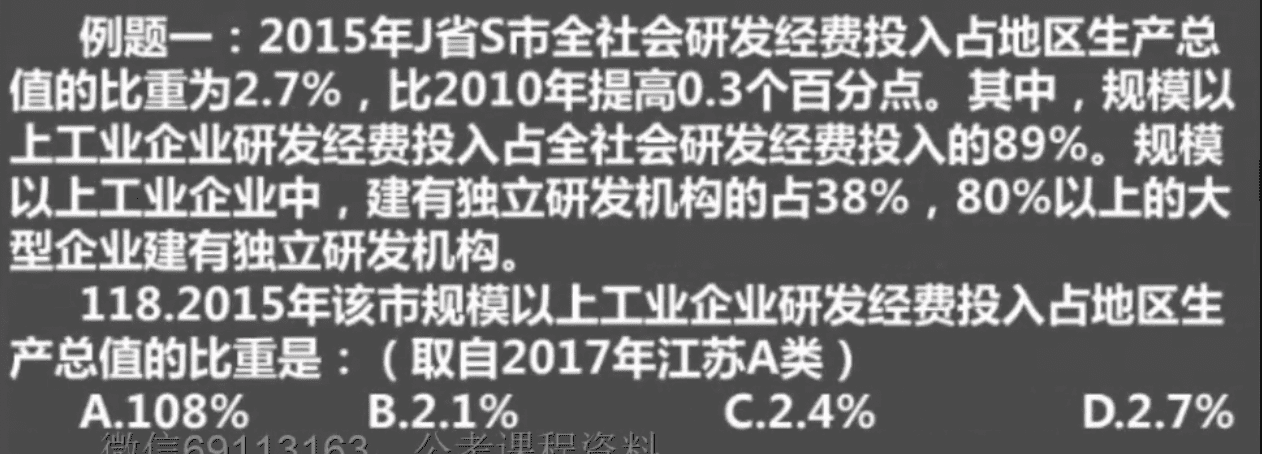 例题一：2015年J省S市全社会研发经费投入占地区生产总
值的比重为2.7%，比2010年提高0.3个百分点。其中，规模以
上工业企业研发经费投入占全社会研发经费投入的89%。规模
以上工业企业中，建有独立研发机构的占38%，80%以上的大
型企业建有独立研发机构。
118.2015年该市规模以上工业企业研发经费投入占地区生
产总值的比重是：（取自2017年江苏A类）
A.108% B.2.1% C.2.4% D.2.7%
微信69113163，公考课程资料